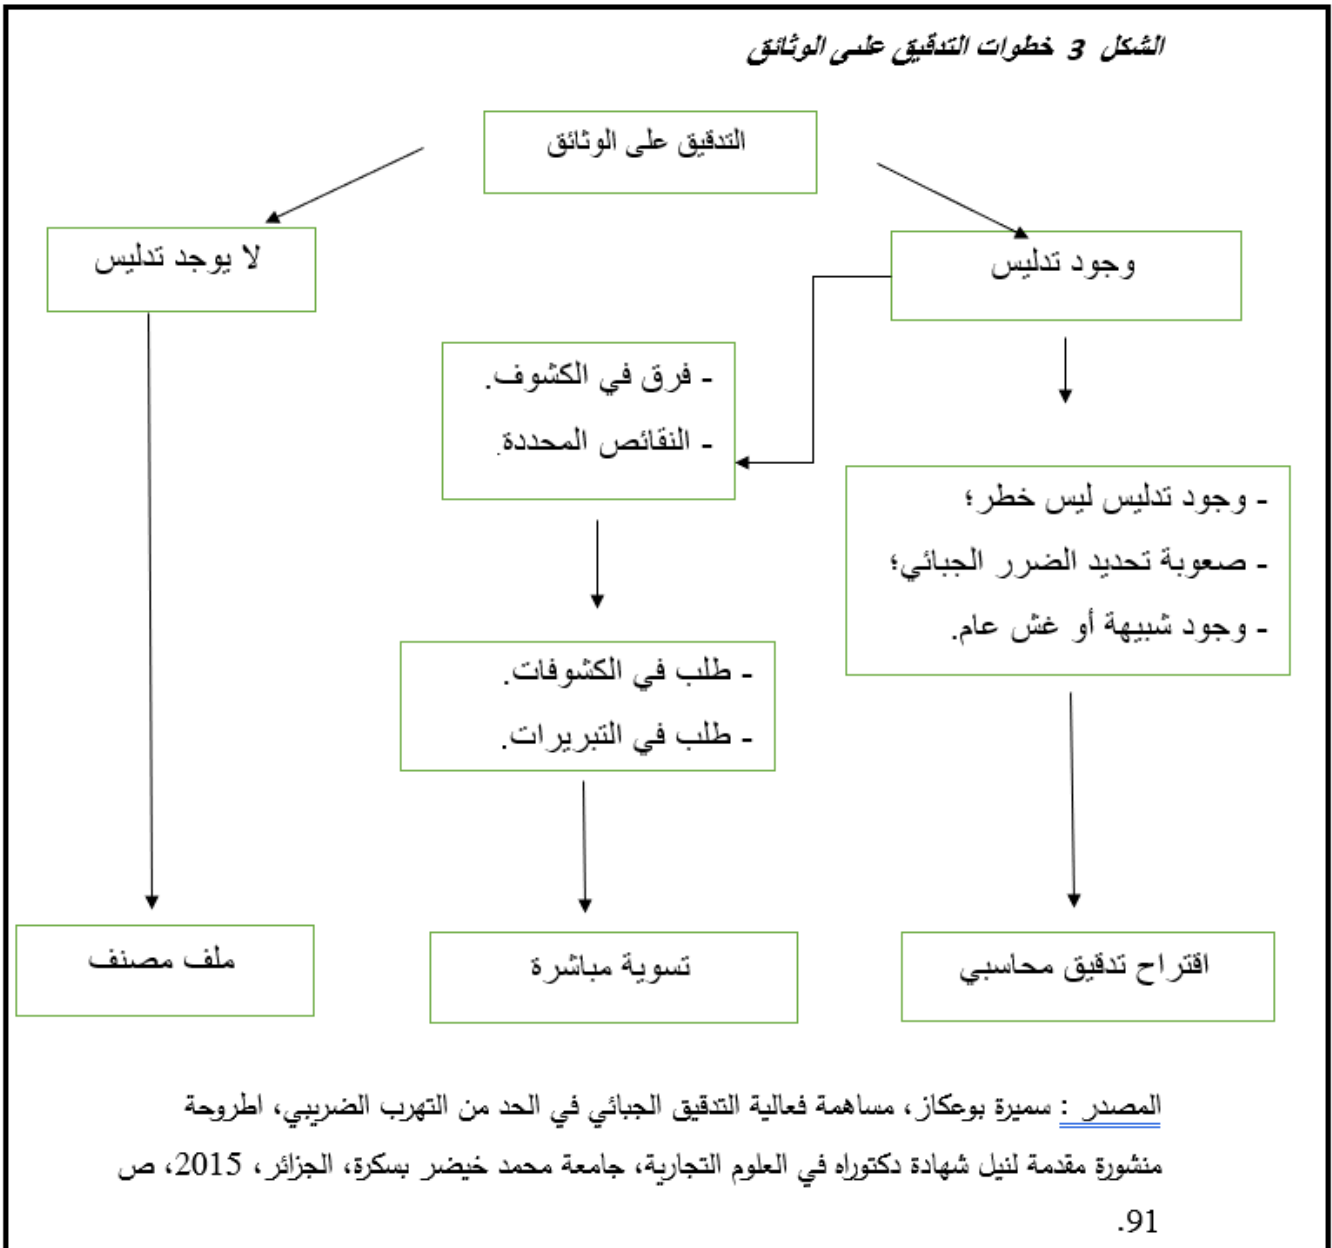 الشكل 3 خطوات التدقيق على الوثائق
التدقيق على الوثائق
وجود تدليس
لا يوجد تدليس
- فرق في الكشوف.
- النقائص المحددة.
- وجود تدليس ليس خطر؛
- صعوبة تحديد الضرر الجبائي؛
- وجود شبيهة أو غش عام.
- طلب في الكشوفات.
- طلب في التبريرات.
اقتراح تدقيق محاسبي
تسوية مباشرة
ملف مصنف
المصدر : سميرة بوعكاز، مساهمة فعالية التدقيق الجبائي في الحد من التهرب الضريبي، اطروحة
منشورة مقدمة لنيل شهادة دكتوراه في العلوم التجارية، جامعة محمد خيضر بسكرة، الجزائر، 2015، ص
91.